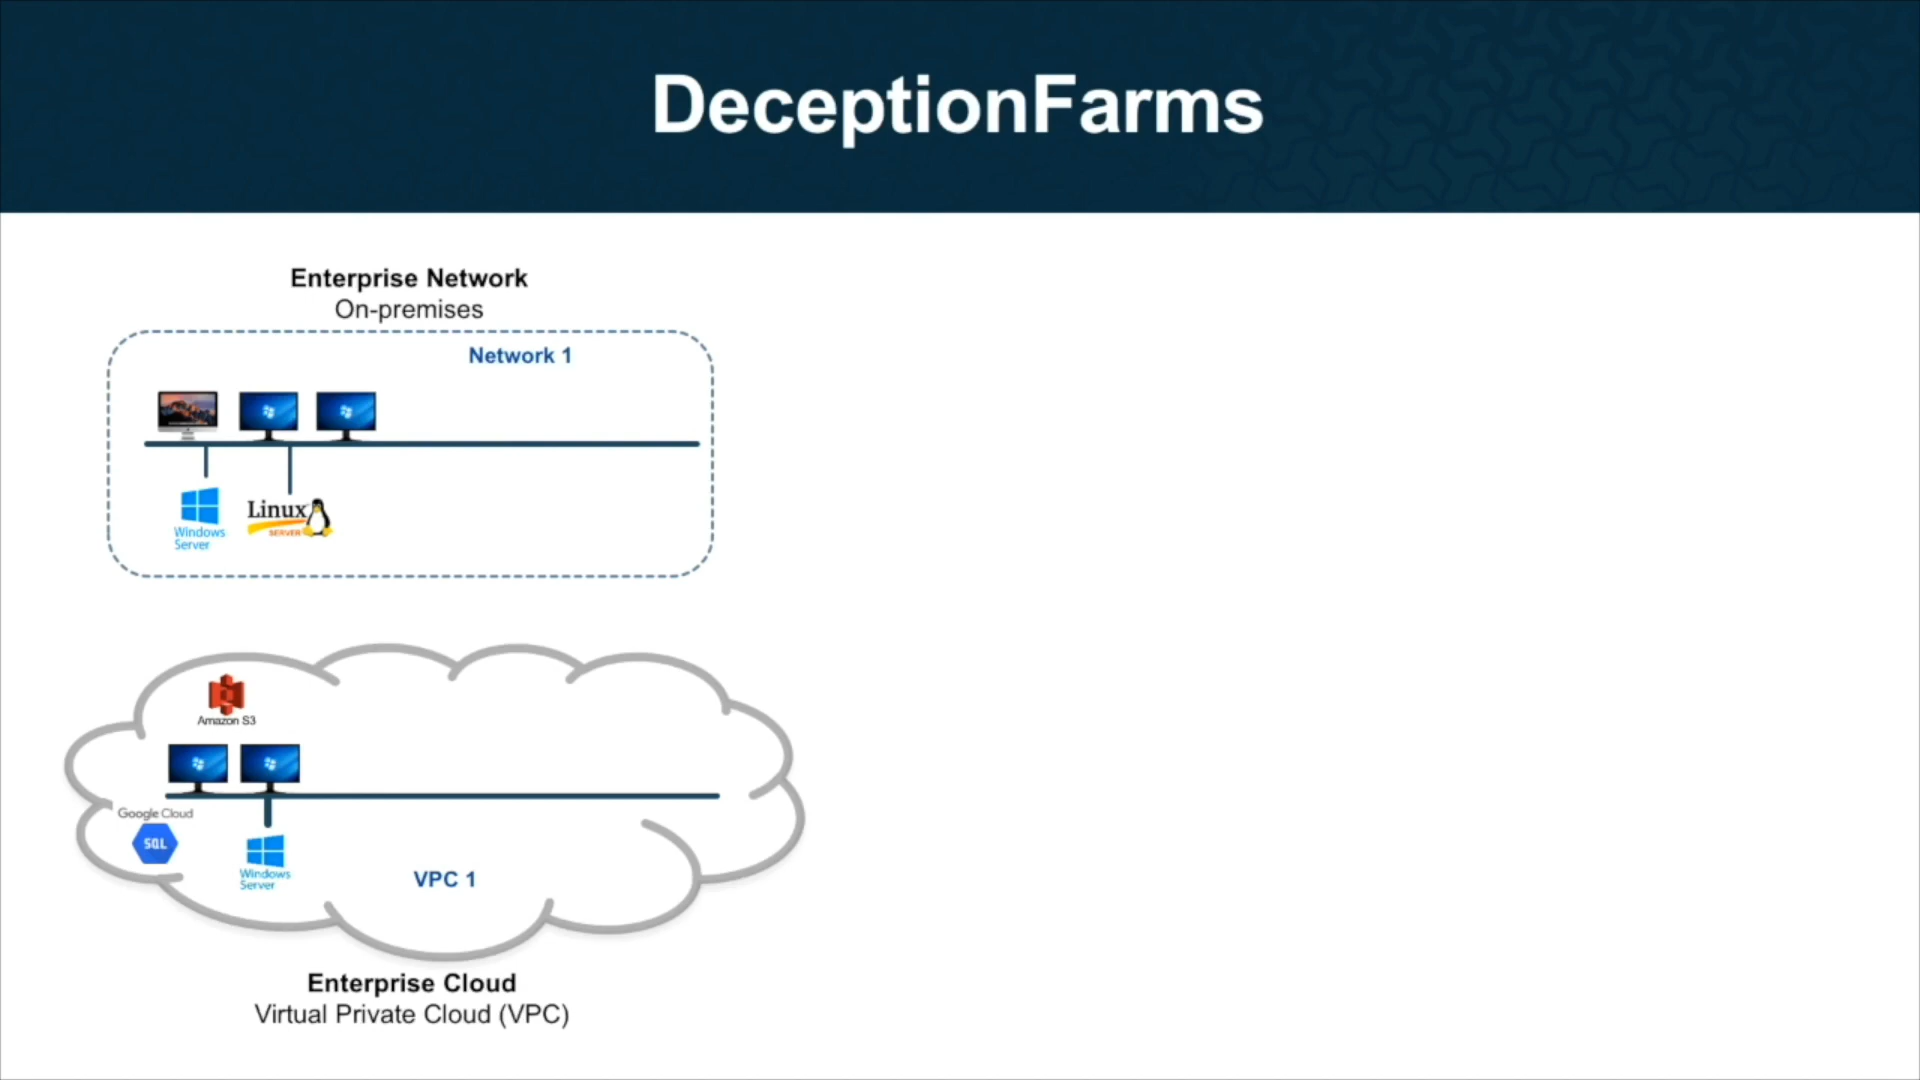 DeceptionFarms
Enterprise Network
On-premises
Network 1
Windows
Server
Linux
SERVER
Amazon S3
Google Cloud
SQL
Windows
Server
VPC 1
Enterprise Cloud
Virtual Private Cloud (VPC)